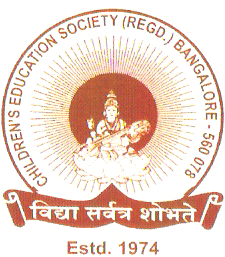 CHILDREN'S EDUCATION SOCIETY (REGD.) BANGALORE - 560 078
विद्या सर्वत्र शोभते
Estd. 1974